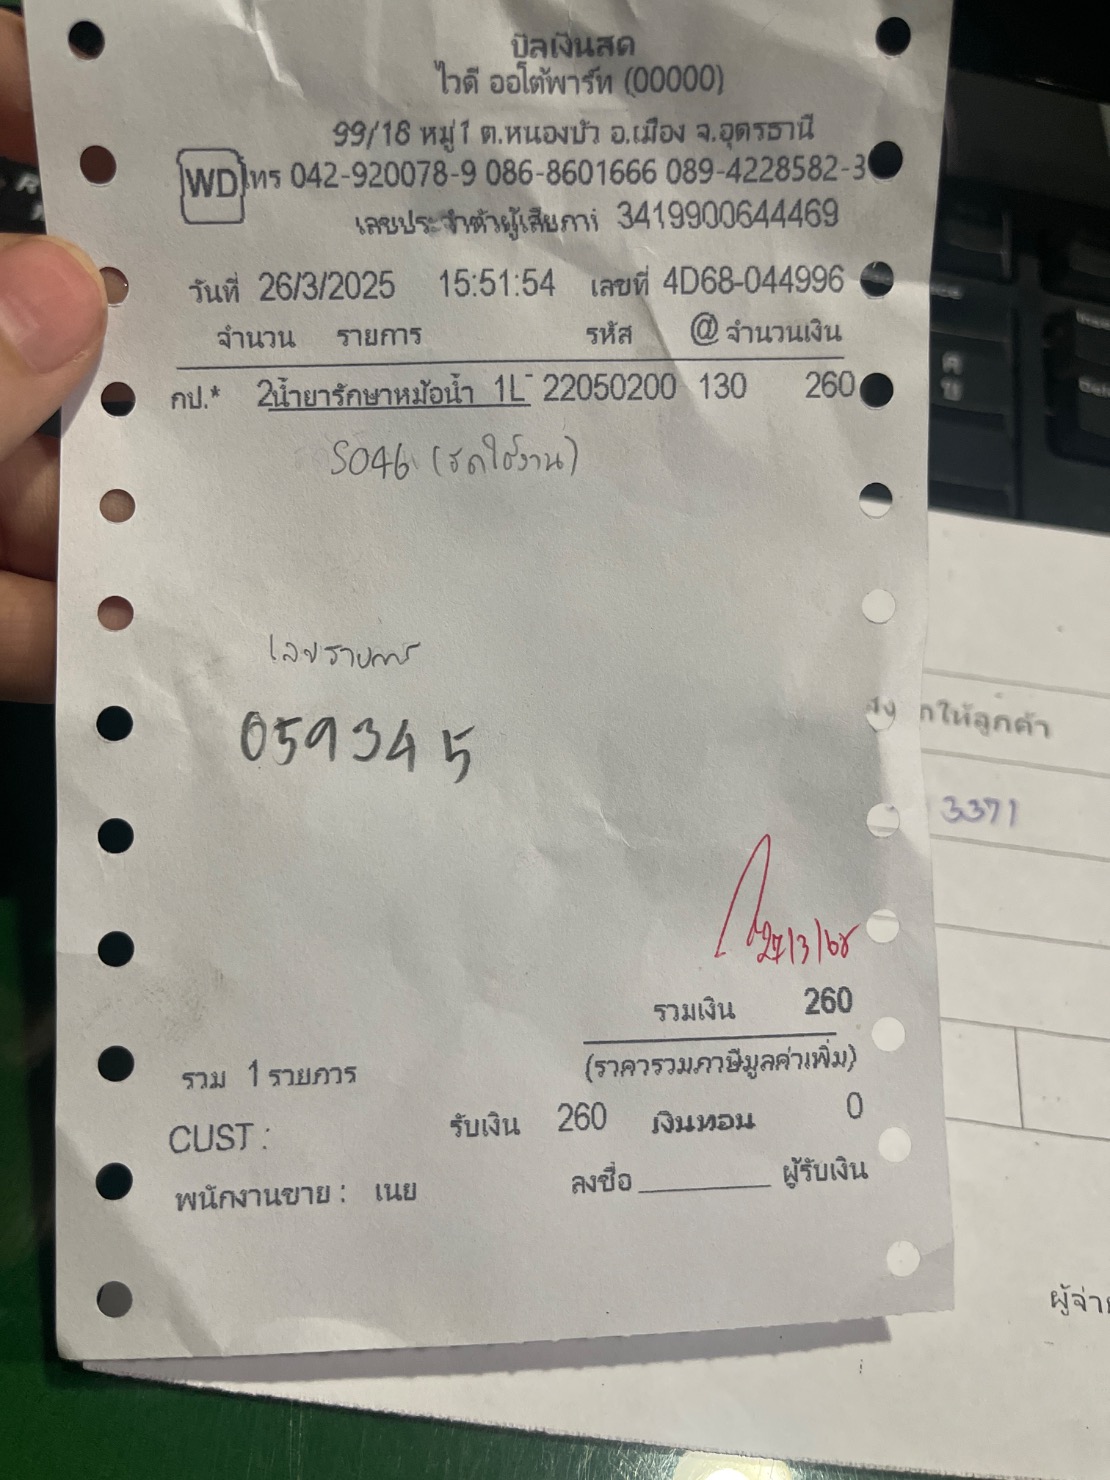 บิลเงินสด
ไวดี ออโต้พาร์ท (00000)
99/18 หมู่1 ต.หนองบัว อ.เมือง จ.อุดรธานี
WD โทร 042-920078-9 086-8601666 089-4228582-3
เลขประจำตัวผู้เสียภาษี 3419900644469
วันที่ 26/3/2025 15:51:54 เลขที่ 4D68-044996
จำนวน รายการ รหัส @ จำนวนเงิน
กป.* 2น้ำยารักษาหม้อน้ำ 1L 22050200 130 260
S046 (รถใช้งาน)
เลขรายการ
059345
27/3/68
รวมเงิน 260
(ราคารวมภาษีมูลค่าเพิ่ม)
รวม 1 รายการ
รับเงิน 260 เงินทอน 0
CUST :
ลงชื่อ ________ ผู้รับเงิน
พนักงานขาย : เนย
กให้ลูกค้า
3371